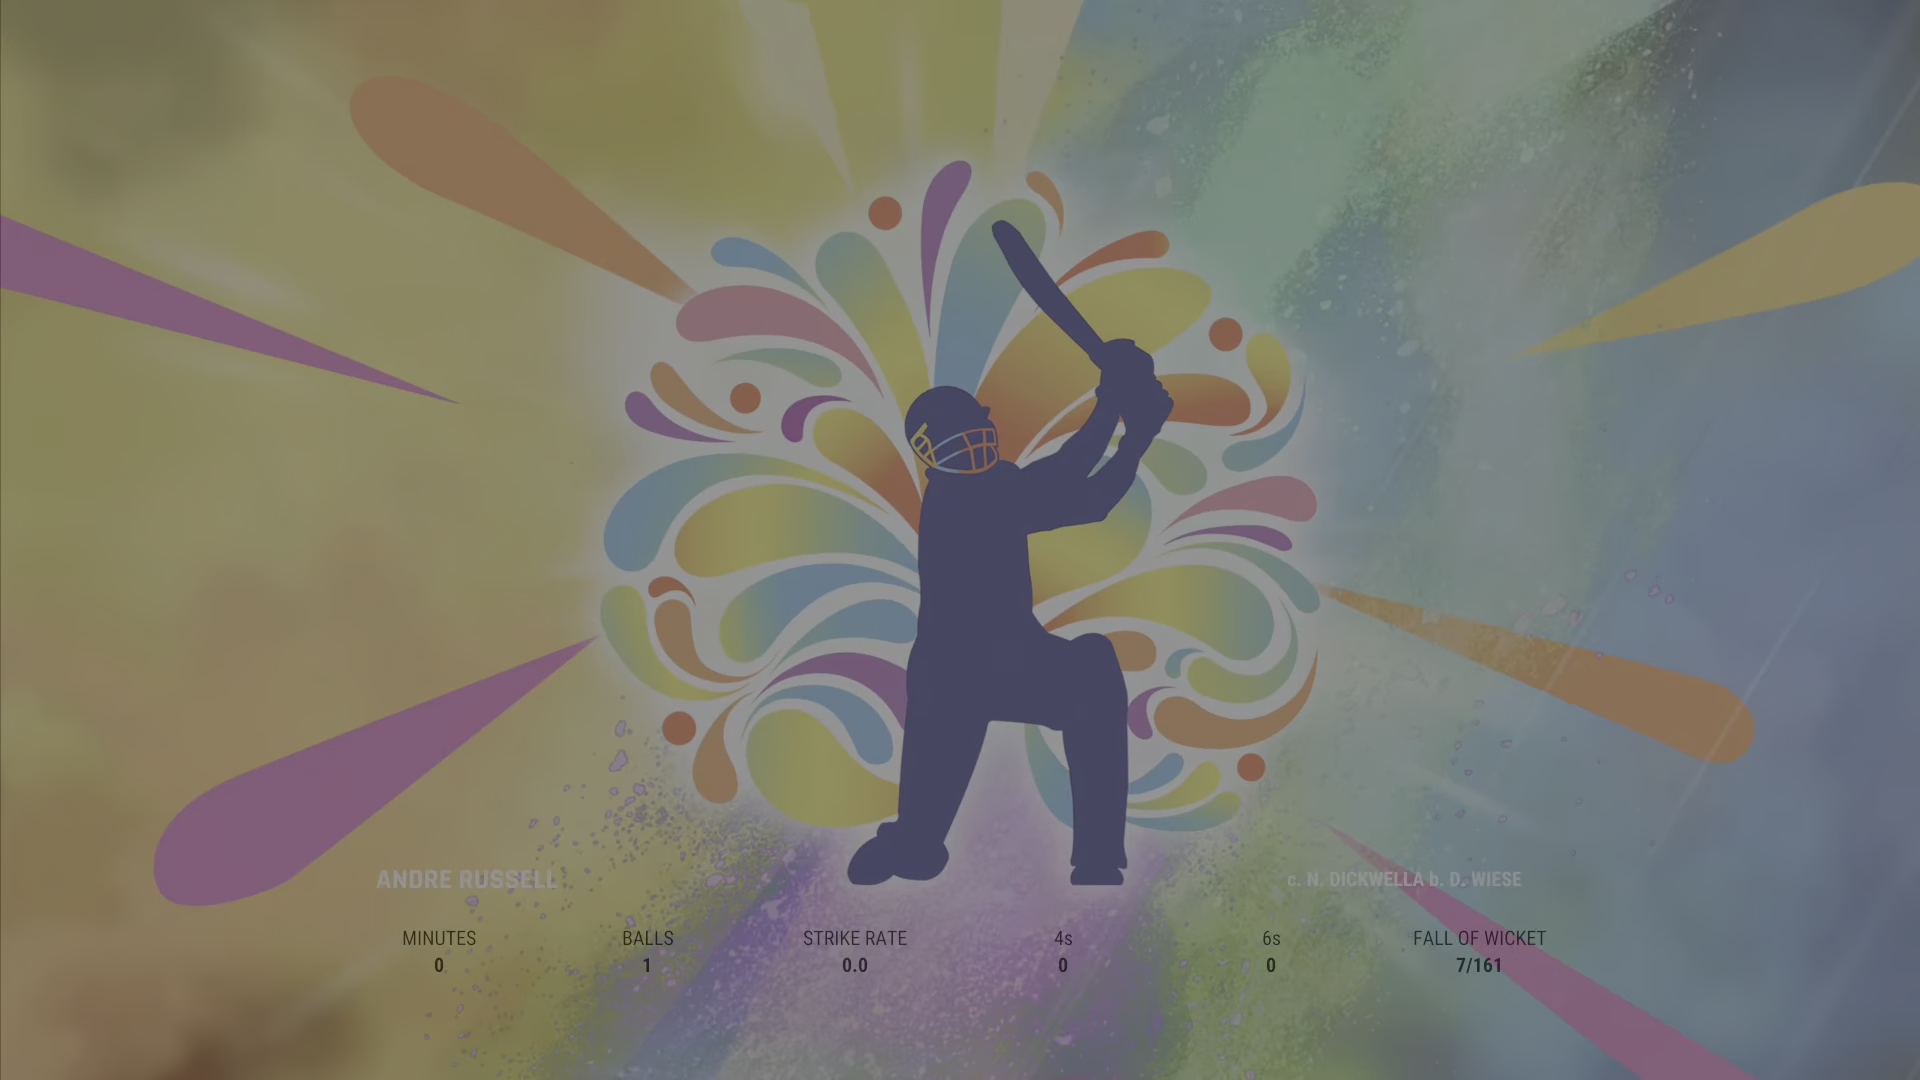 ANDRE RUSSELL c. N. DICKWELLA b. D. WIESE
MINUTES BALLS STRIKE RATE 4s 6s FALL OF WICKET
0 1 0.0 0 0 7/161